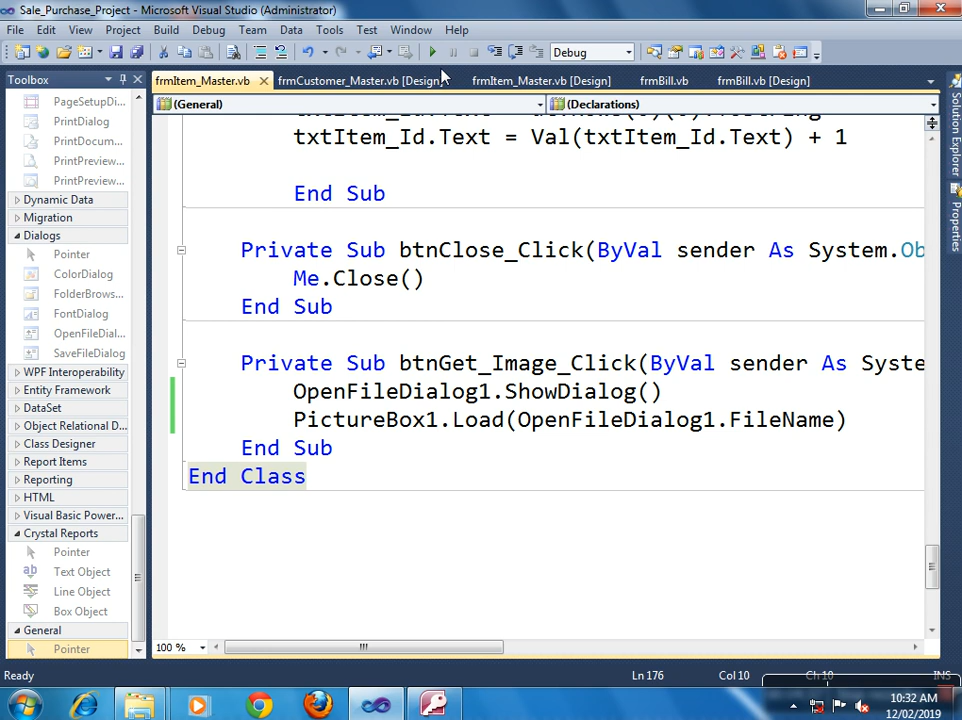 Sale_Purchase_Project - Microsoft Visual Studio (Administrator)
File Edit View Project Build Debug Team Data Tools Test Window Help
Debug
Toolbox
frmItem_Master.vb frmCustomer_Master.vb [Design] frmItem_Master.vb [Design] frmBill.vb frmBill.vb [Design]
(General) (Declarations)
PageSetupDi...
PrintDialog
PrintDocum...
PrintPreview...
PrintPreview...
Dynamic Data
Migration
Dialogs
Pointer
ColorDialog
FolderBrows...
FontDialog
OpenFileDial...
SaveFileDialog
WPF Interoperability
Entity Framework
DataSet
Object Relational D...
Class Designer
Report Items
Reporting
HTML
Visual Basic Power...
Crystal Reports
Pointer
Text Object
Line Object
Box Object
General
Pointer
txtItem_Id.Text = Val(txtItem_Id.Text) + 1
End Sub
Private Sub btnClose_Click(ByVal sender As System.Ob
Me.Close()
End Sub
Private Sub btnGet_Image_Click(ByVal sender As Syste
OpenFileDialog1.ShowDialog()
PictureBox1.Load(OpenFileDialog1.FileName)
End Sub
End Class
Solution Explorer
Properties
100 %
Ready Ln 176 Col 10 Ch 10 INS
10:32 AM
12/02/2019